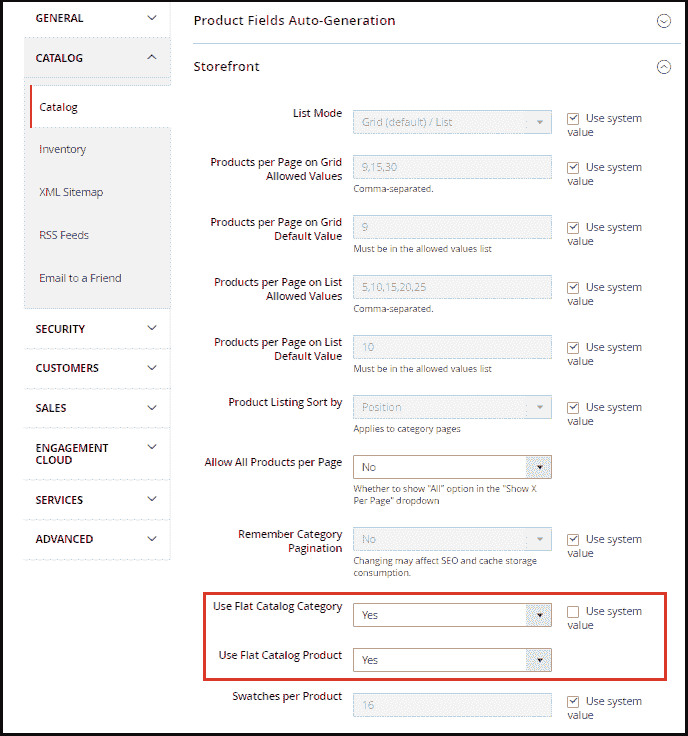 GENERAL
CATALOG
Catalog
Inventory
XML Sitemap
RSS Feeds
Email to a Friend
SECURITY
CUSTOMERS
SALES
ENGAGEMENT
CLOUD
SERVICES
ADVANCED
Product Fields Auto-Generation
Storefront
List Mode
Grid (default) / List
Use system
value
Products per Page on Grid
Allowed Values
9,15,30
Comma-separated.
Use system
value
Products per Page on Grid
Default Value
9
Must be in the allowed values list
Use system
value
Products per Page on List
Allowed Values
5,10,15,20,25
Comma-separated.
Use system
value
Products per Page on List
Default Value
10
Must be in the allowed values list
Use system
value
Product Listing Sort by
Position
Applies to category pages
Use system
value
Allow All Products per Page
No
Whether to show "All" option in the "Show X
Per Page" dropdown
Remember Category
Pagination
No
Changing may affect SEO and cache storage
consumption.
Use system
value
Use Flat Catalog Category
Yes
Use system
value
Use Flat Catalog Product
Yes
Swatches per Product
16
Use system
value